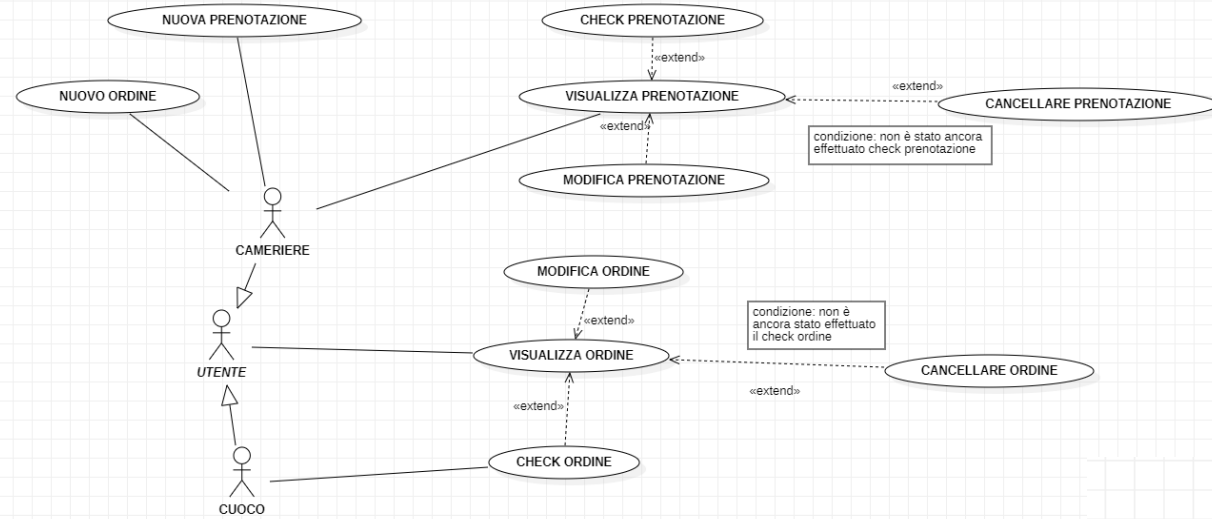 NUOVA PRENOTAZIONE
CHECK PRENOTAZIONE
«extend»
«extend»
NUOVO ORDINE
VISUALIZZA PRENOTAZIONE
CANCELLARE PRENOTAZIONE
«extend»
condizione: non è stato ancora
effettuato check prenotazione
MODIFICA PRENOTAZIONE
CAMERIERE
MODIFICA ORDINE
condizione: non è
ancora stato effettuato
il check ordine
«extend»
VISUALIZZA ORDINE
UTENTE
CANCELLARE ORDINE
«extend»
«extend»
CHECK ORDINE
CUOCO